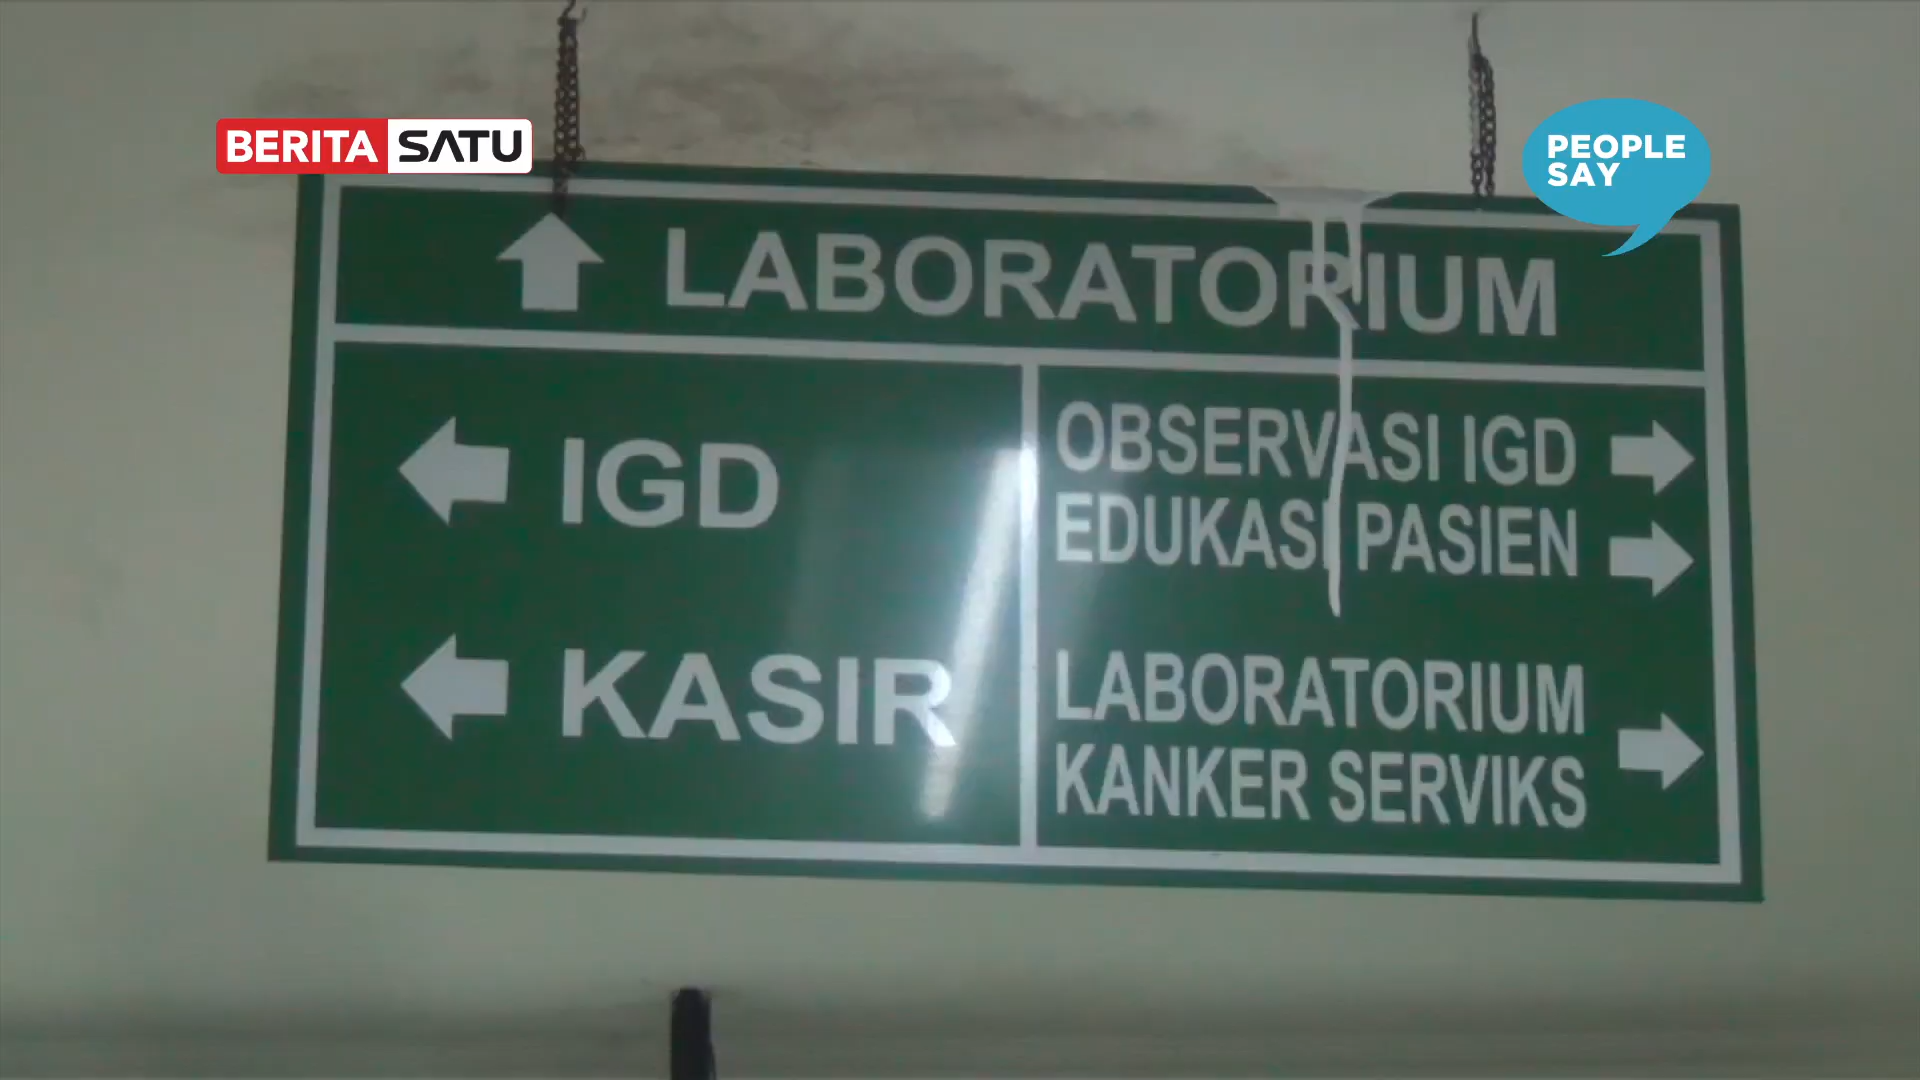 BERITA SATU
PEOPLE
SAY
LABORATORIUM
IGD
KASIR
OBSERVASI IGD
EDUKASI PASIEN
LABORATORIUM
KANKER SERVIKS